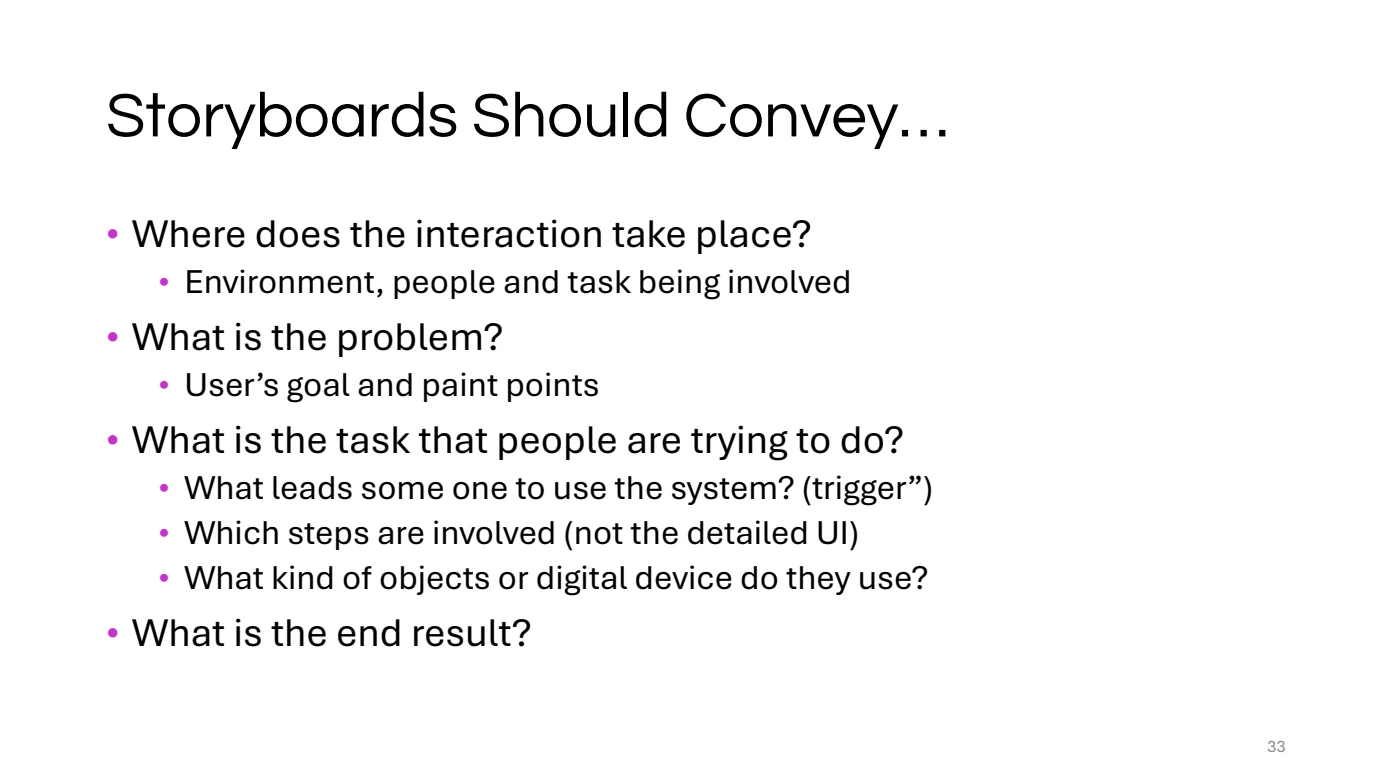 Storyboards Should Convey…
• Where does the interaction take place?
• Environment, people and task being involved
• What is the problem?
• User’s goal and paint points
• What is the task that people are trying to do?
• What leads some one to use the system? (trigger”)
• Which steps are involved (not the detailed UI)
• What kind of objects or digital device do they use?
• What is the end result?
33